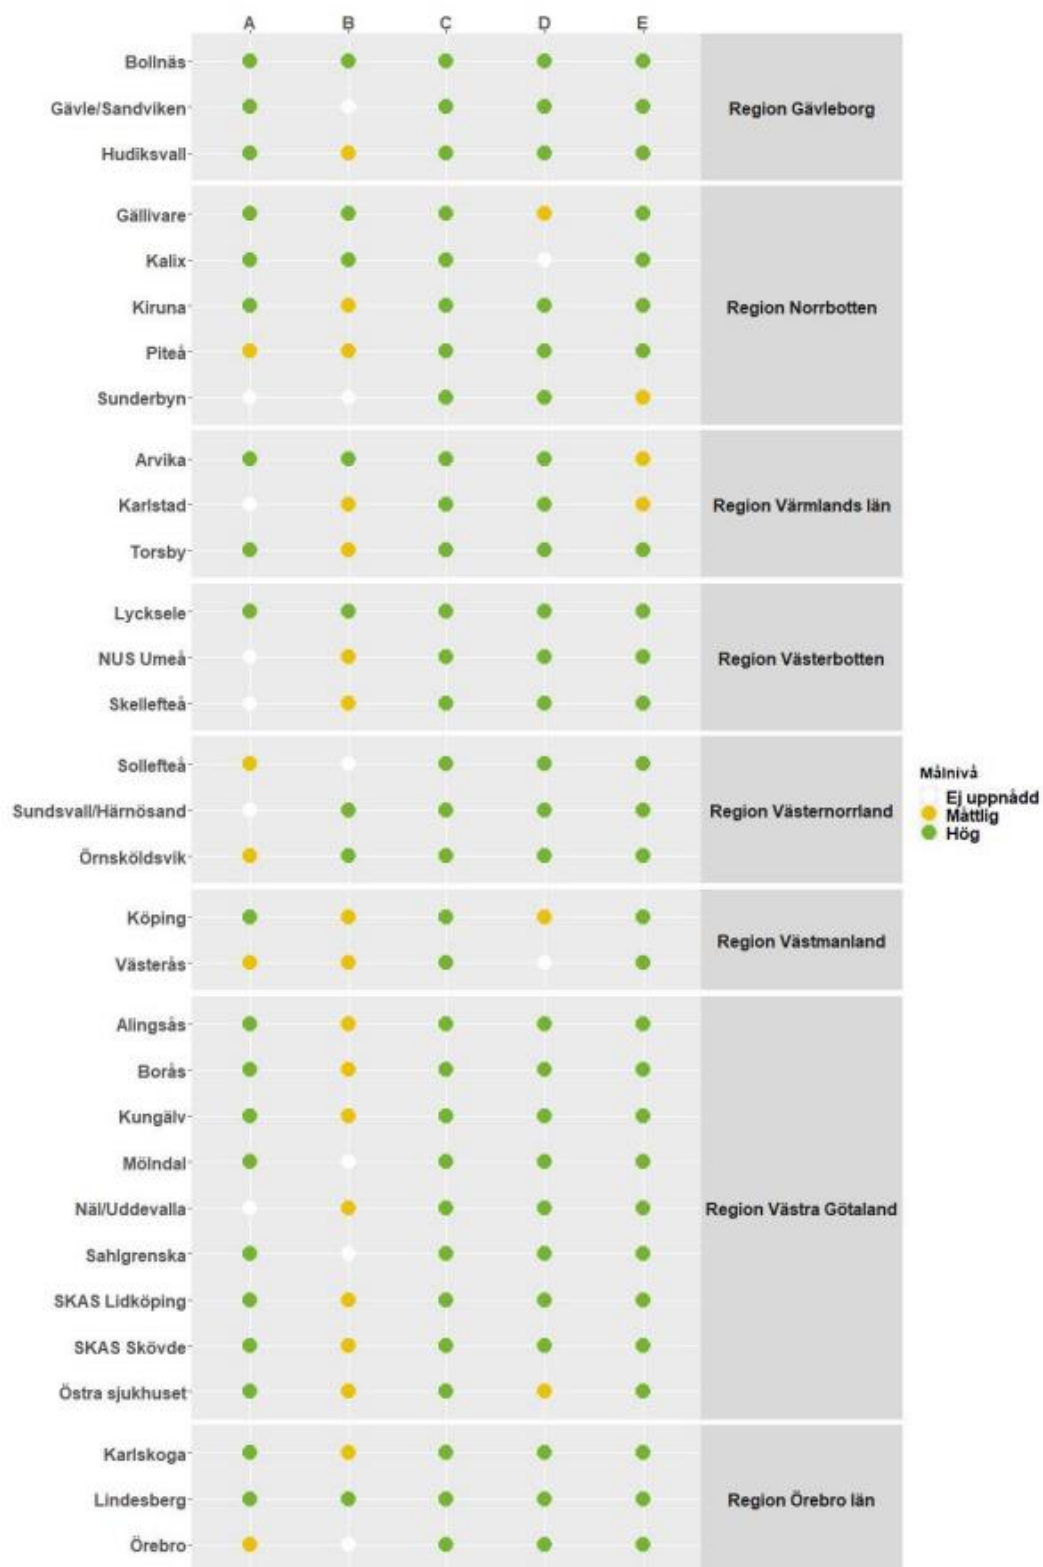 A B C D E
Bollnäs
Gävle/Sandviken
Hudiksvall
Region Gävleborg
Gällivare
Kalix
Kiruna
Piteå
Sunderbyn
Region Norrbotten
Arvika
Karlstad
Torsby
Region Värmlands län
Lycksele
NUS Umeå
Skellefteå
Region Västerbotten
Sollefteå
Sundsvall/Härnösand
Örnsköldsvik
Region Västernorrland
Köping
Västerås
Region Västmanland
Alingsås
Borås
Kungälv
Mölndal
Näl/Uddevalla
Sahlgrenska
SKAS Lidköping
SKAS Skövde
Östra sjukhuset
Region Västra Götaland
Karlskoga
Lindesberg
Örebro
Region Örebro län
Målnivå
Ej uppnådd
Måttlig
Hög